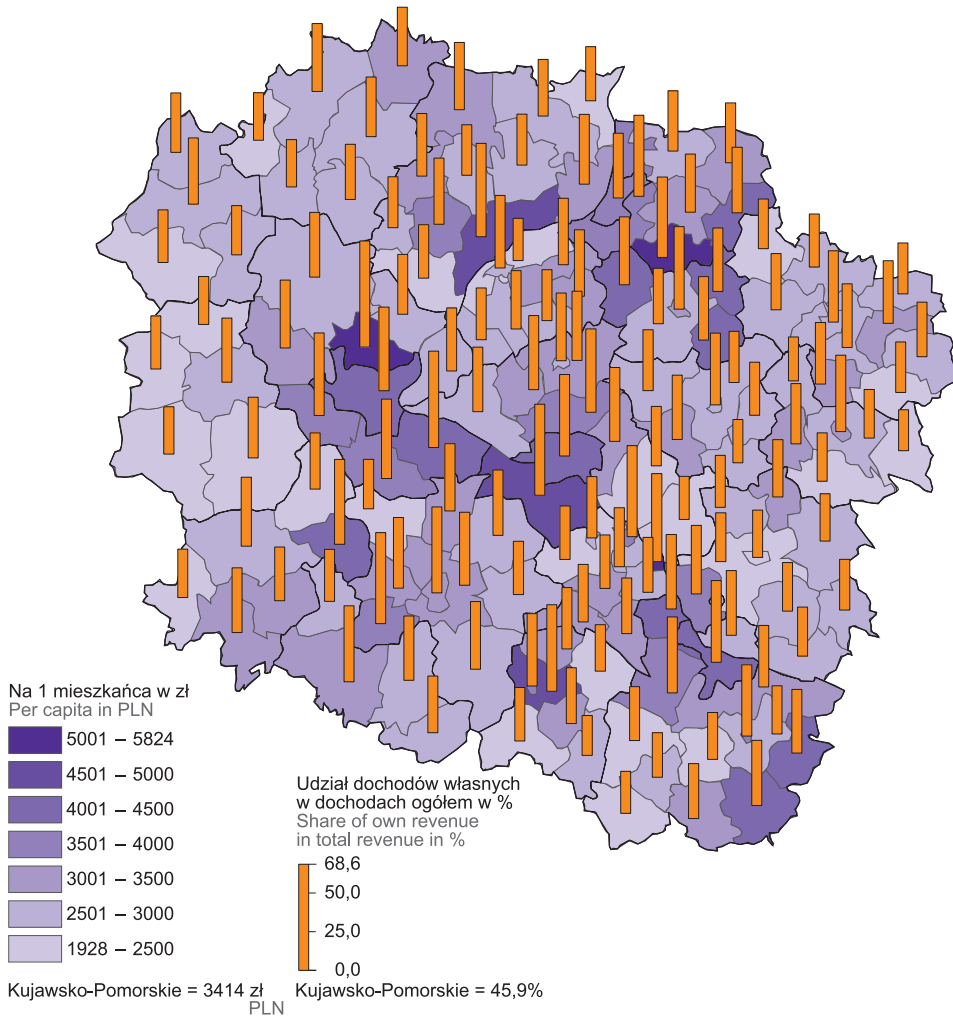 Na 1 mieszkańca w zł
Per capita in PLN
5001 – 5824
4501 – 5000
4001 – 4500
3501 – 4000
3001 – 3500
2501 – 3000
1928 – 2500
Kujawsko-Pomorskie = 3414 zł
PLN
Udział dochodów własnych
w dochodach ogółem w %
Share of own revenue
in total revenue in %
68,6
50,0
25,0
0,0
Kujawsko-Pomorskie = 45,9%